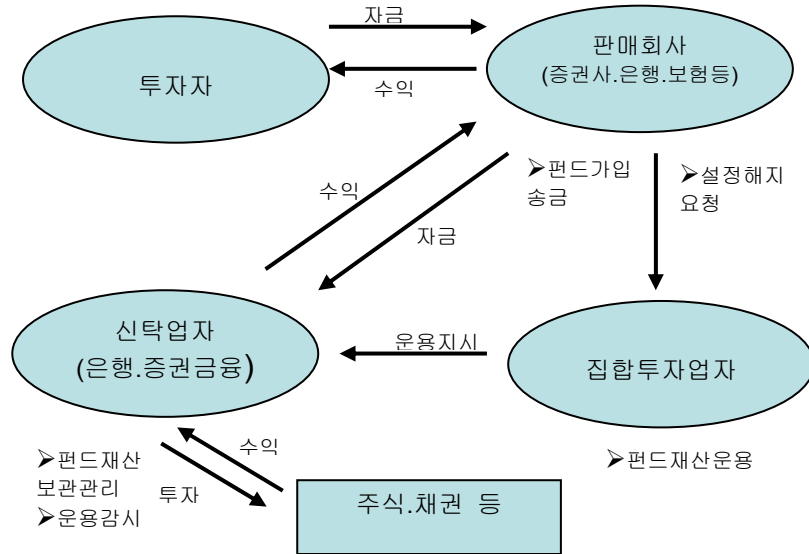 자금
투자자
판매회사
(증권사.은행.보험등)
수익
수익
➢펀드가입
송금
➢설정해지
요청
자금
신탁업자
(은행.증권금융)
운용지시
집합투자업자
➢펀드재산
보관관리
➢운용감시
수익
투자
➢펀드재산운용
주식.채권 등